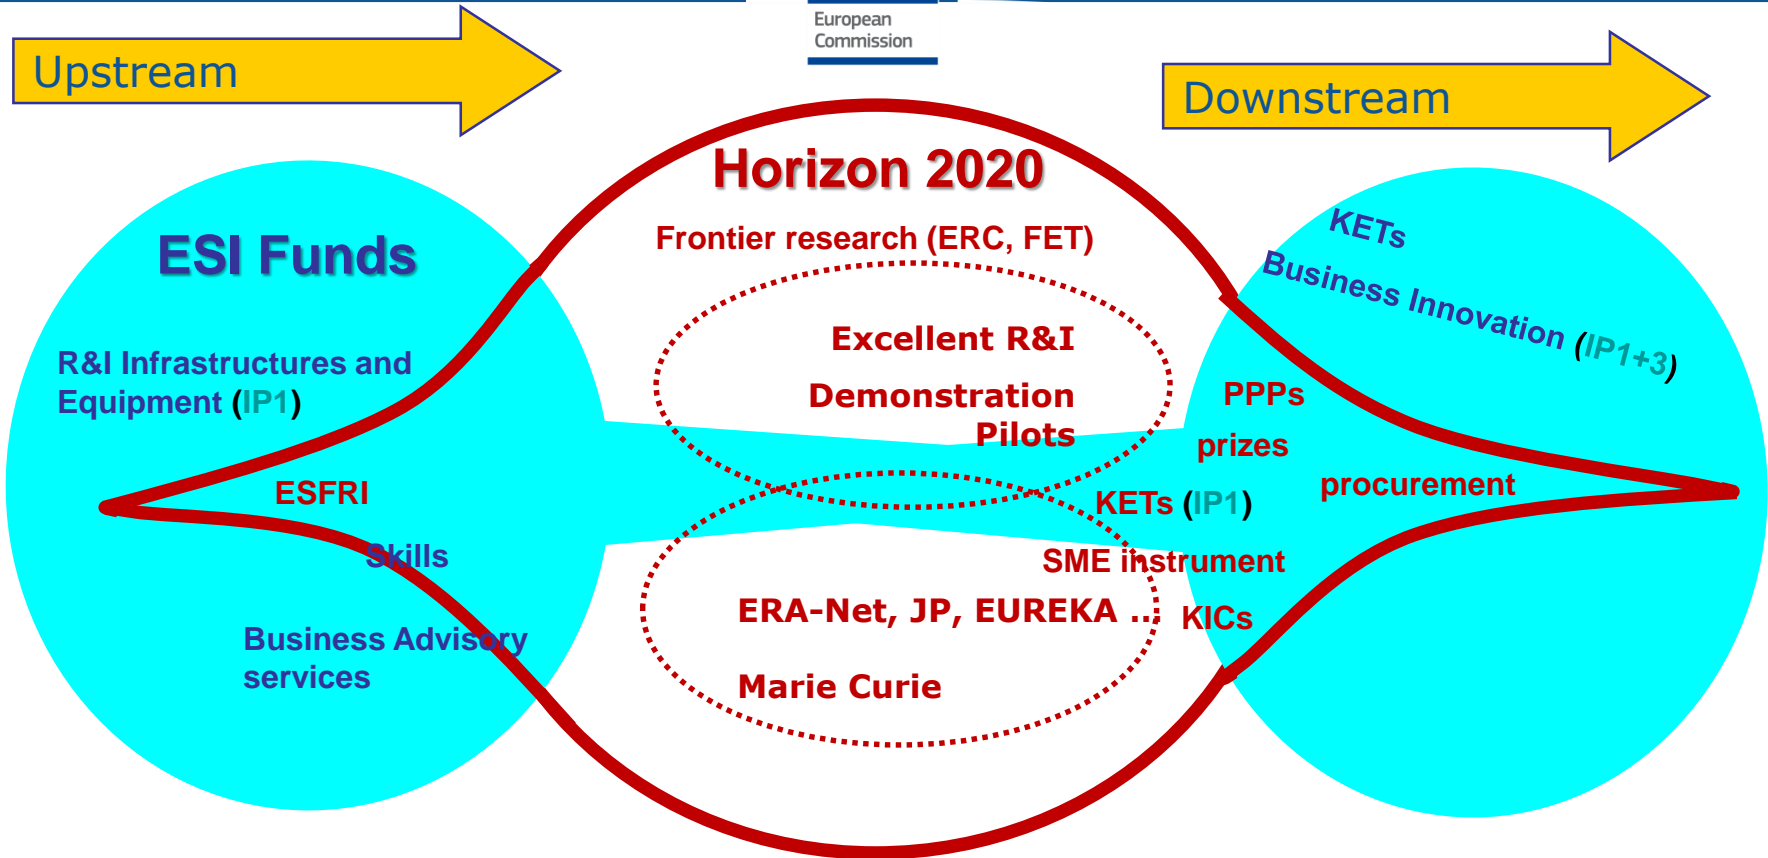 European
Commission
Upstream
Downstream
Horizon 2020
Frontier research (ERC, FET)
ESI Funds
KETs
Business Innovation (IP1+3)
R&I Infrastructures and
Equipment (IP1)
Excellent R&I
Demonstration
Pilots
PPPs
prizes
procurement
ESFRI
KETs (IP1)
Skills
SME instrument
ERA-Net, JP, EUREKA ...
KICs
Business Advisory
services
Marie Curie